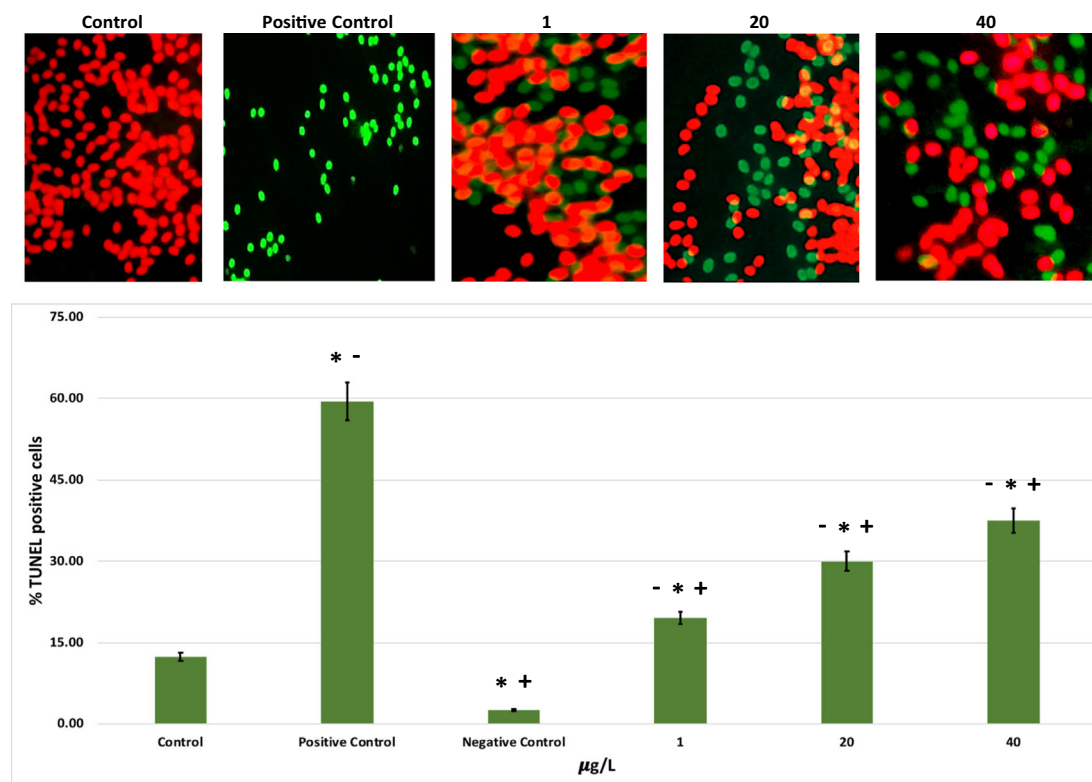 Control Positive Control 1 20 40
75.00
60.00
45.00
30.00
15.00
0.00
% TUNEL positive cells
* -
* +
- * +
- * +
- * +
Control Positive Control Negative Control 1 20 40
µg/L